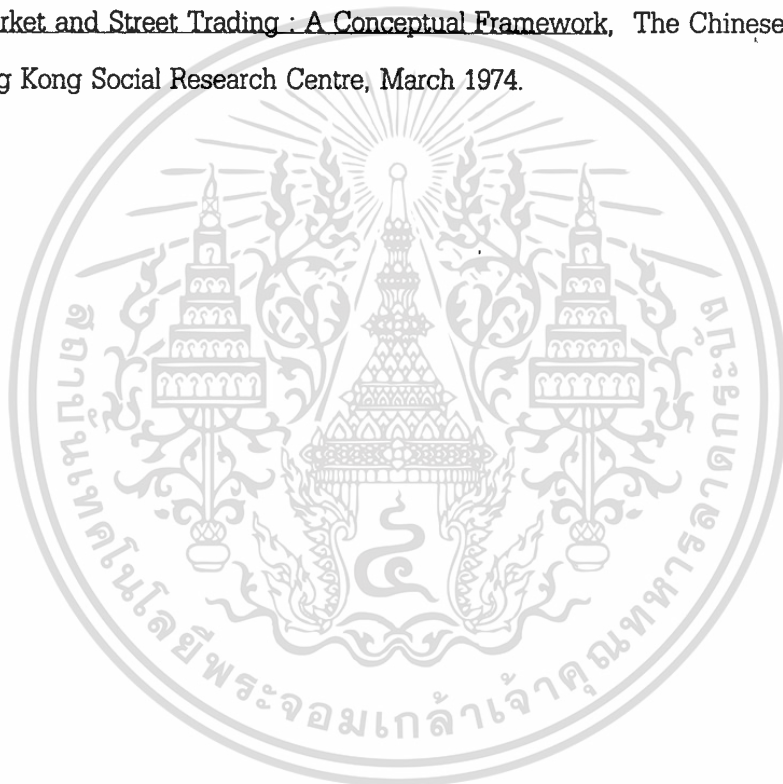 rket and Street Trading : A Conceptual Framework, The Chinese
g Kong Social Research Centre, March 1974.
สถาบันเทคโนโลยีพระจอมเกล้าเจ้าคุณทหารลาดกระบัง